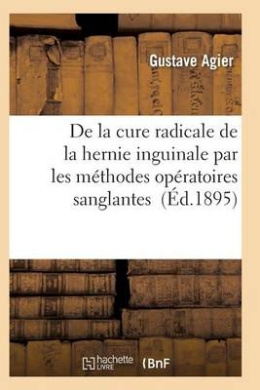 Gustave Agier
De la cure radicale de
la hernie inguinale par
les méthodes opératoires
sanglantes (Éd.1895)
hachette
LIVRE
(BnF